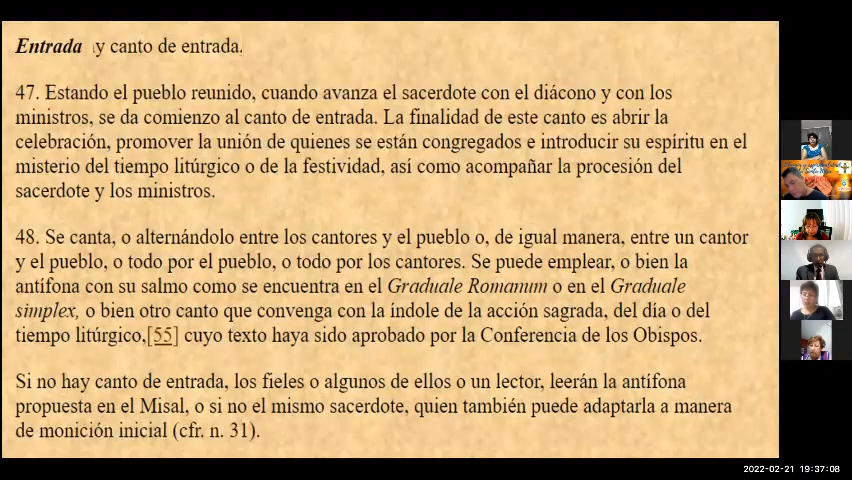 Entrada y canto de entrada.
47. Estando el pueblo reunido, cuando avanza el sacerdote con el diácono y con los
ministros, se da comienzo al canto de entrada. La finalidad de este canto es abrir la
celebración, promover la unión de quienes se están congregados e introducir su espíritu en el
misterio del tiempo litúrgico o de la festividad, así como acompañar la procesión del
sacerdote y los ministros.
48. Se canta, o alternándolo entre los cantores y el pueblo o, de igual manera, entre un cantor
y el pueblo, o todo por el pueblo, o todo por los cantores. Se puede emplear, o bien la
antífona con su salmo como se encuentra en el Graduale Romanum o en el Graduale
simplex, o bien otro canto que convenga con la índole de la acción sagrada, del día o del
tiempo litúrgico,[55] cuyo texto haya sido aprobado por la Conferencia de los Obispos.
Si no hay canto de entrada, los fieles o algunos de ellos o un lector, leerán la antífona
propuesta en el Misal, o si no el mismo sacerdote, quien también puede adaptarla a manera
de monición inicial (cfr. n. 31).
2022-02-21 19:37:08